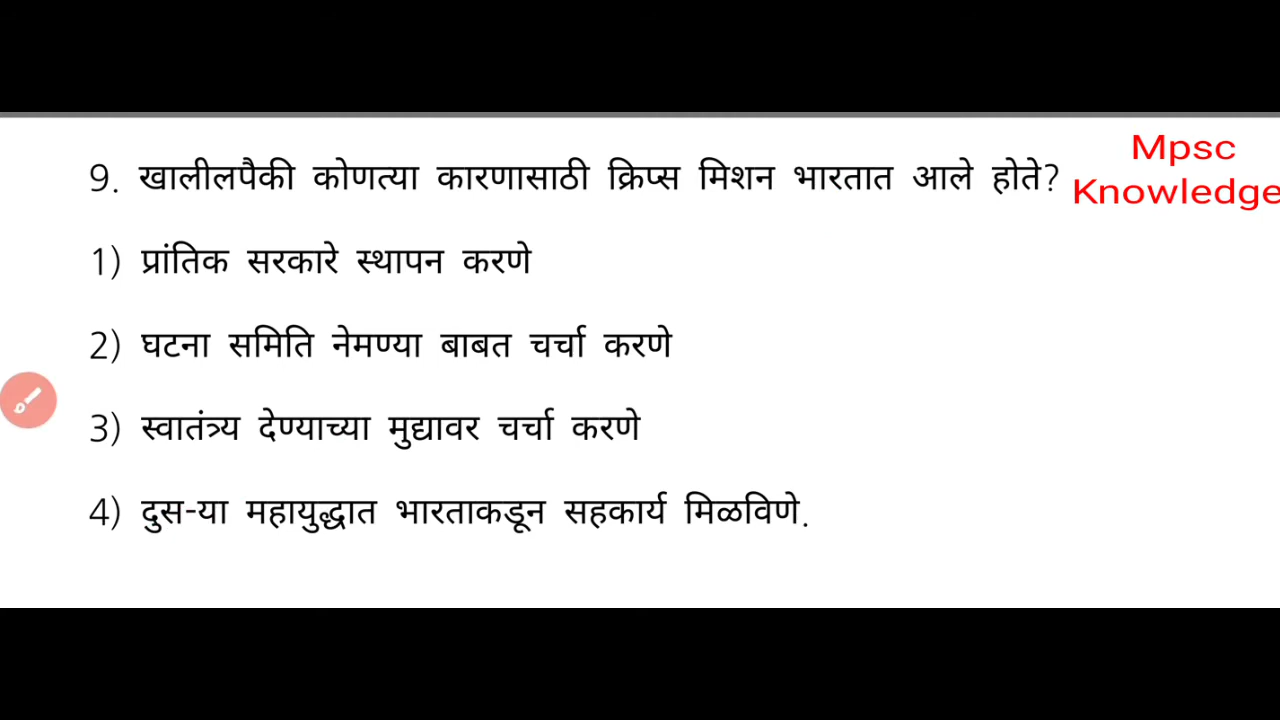 9. खालीलपैकी कोणत्या कारणासाठी क्रिप्स मिशन भारतात आले होते?
Mpsc
Knowledge
1) प्रांतिक सरकारे स्थापन करणे
2) घटना समिति नेमण्या बाबत चर्चा करणे
3) स्वातंत्र्य देण्याच्या मुद्यावर चर्चा करणे
4) दुस-या महायुद्धात भारताकडून सहकार्य मिळविणे.